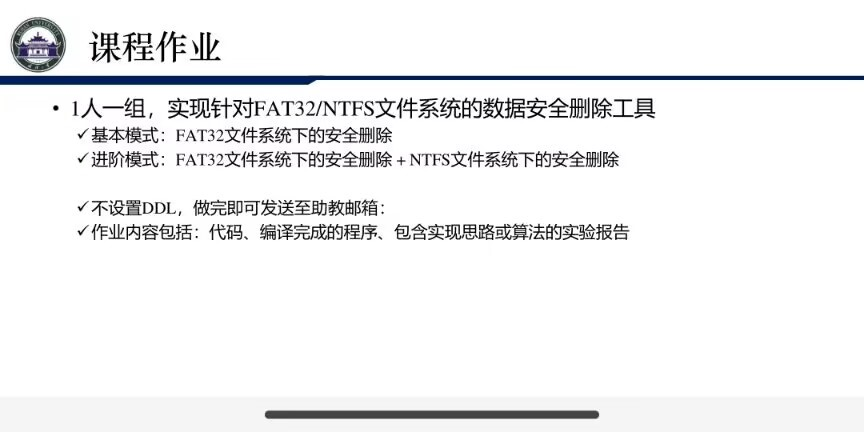 课程作业
• 1人一组，实现针对FAT32/NTFS文件系统的数据安全删除工具
✓基本模式：FAT32文件系统下的安全删除
✓进阶模式：FAT32文件系统下的安全删除 + NTFS文件系统下的安全删除
✓不设置DDL，做完即可发送至助教邮箱：
✓作业内容包括：代码、编译完成的程序、包含实现思路或算法的实验报告